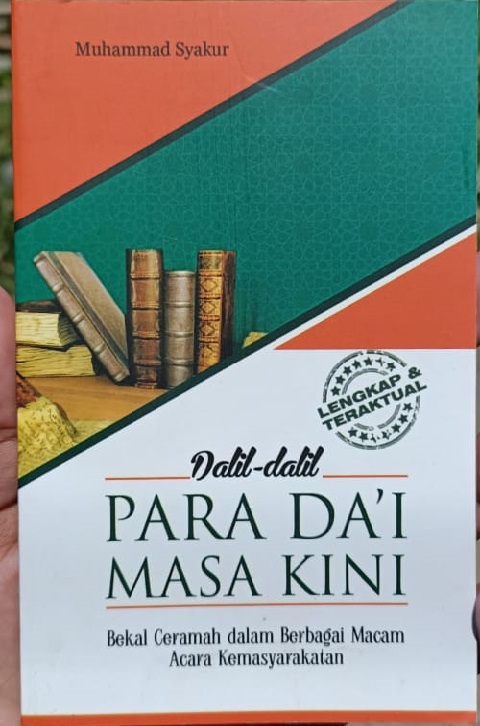 Muhammad Syakur
LENGKAP &
TERAKTUAL
Dalil-dalil
PARA DA'I
MASA KINI
Bekal Ceramah dalam Berbagai Macam
Acara Kemasyarakatan